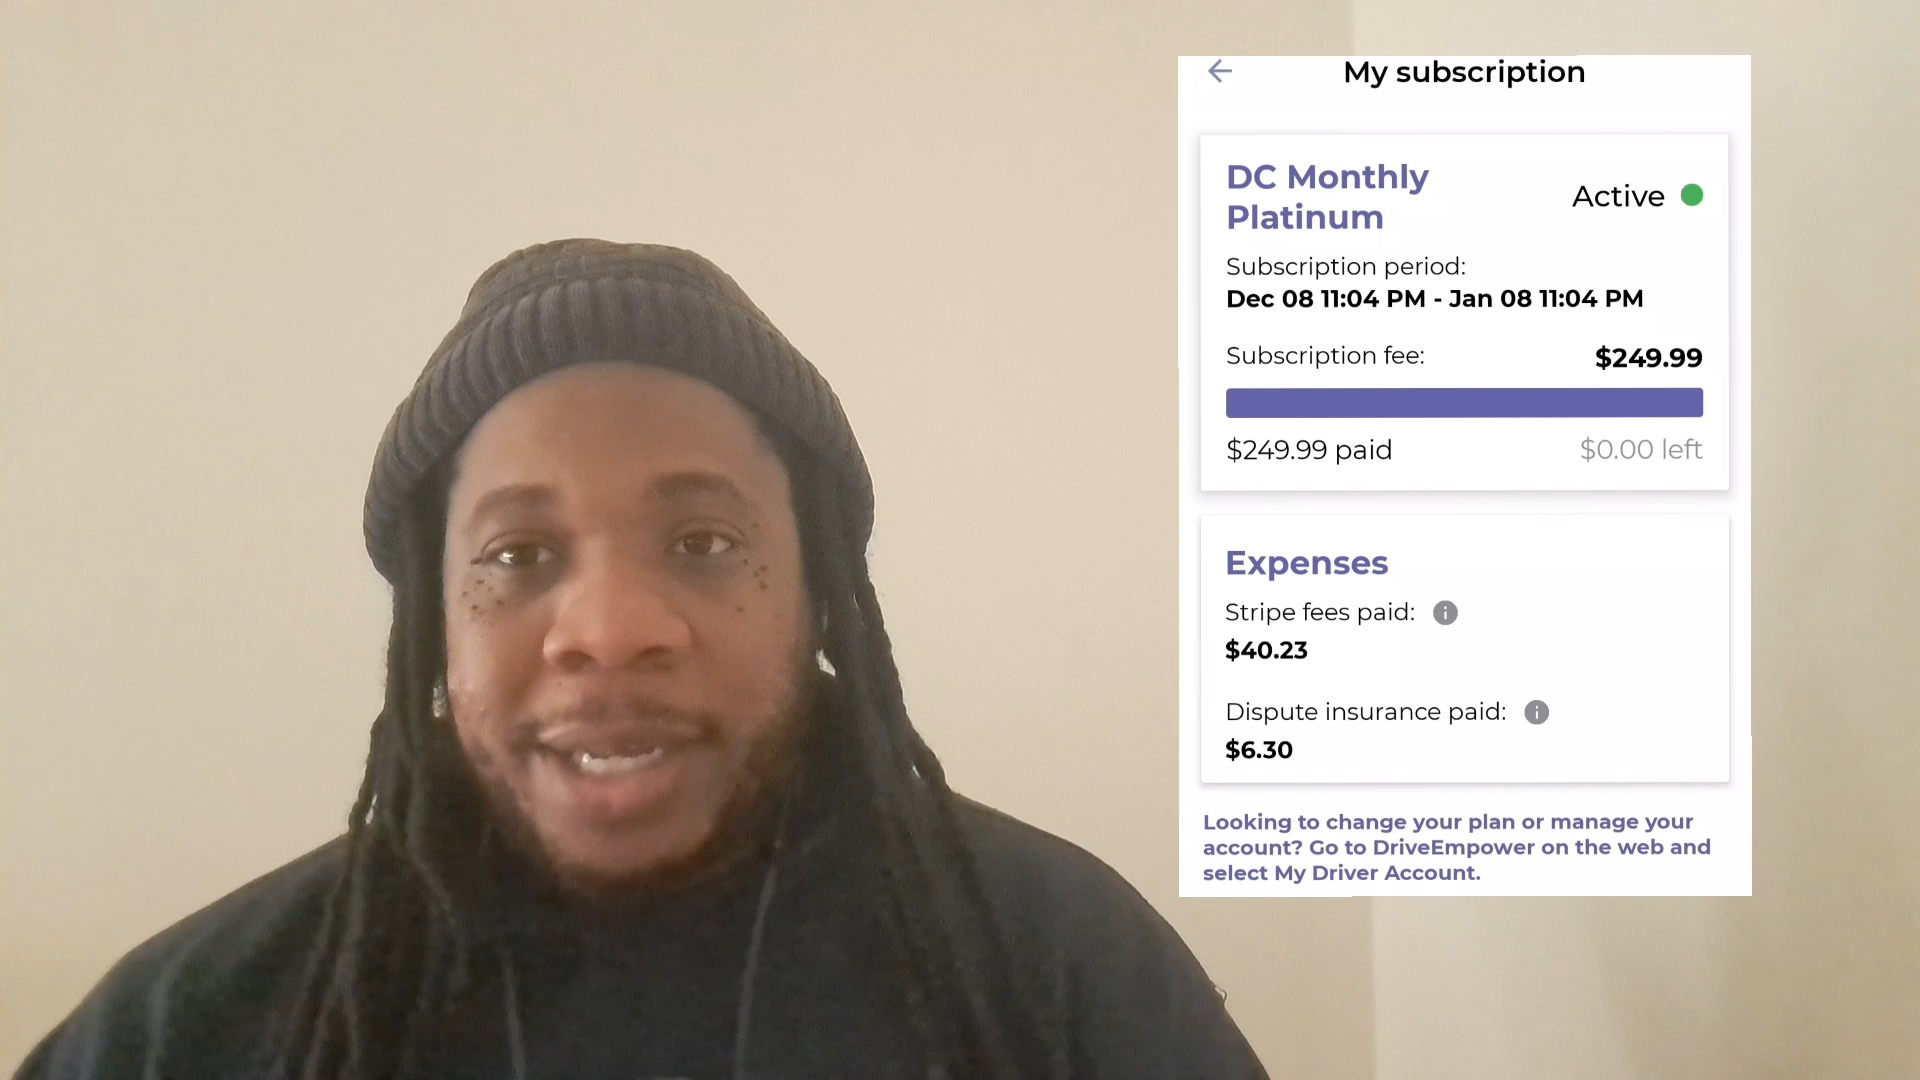 My subscription
DC Monthly
Platinum
Active
Subscription period:
Dec 08 11:04 PM - Jan 08 11:04 PM
Subscription fee:
$249.99
$249.99 paid
$0.00 left
Expenses
Stripe fees paid:
$40.23
Dispute insurance paid:
$6.30
Looking to change your plan or manage your
account? Go to DriveEmpower on the web and
select My Driver Account.